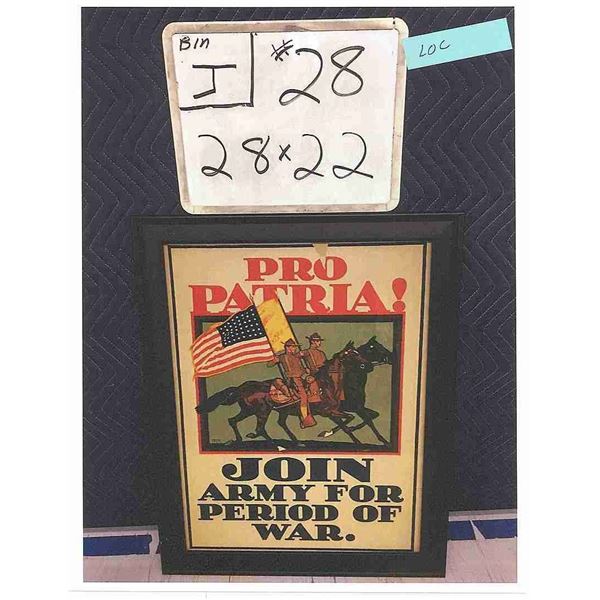 Bin
I
#28
28x22
LOC
PRO
PATRIA!
JOIN
ARMY FOR
PERIOD OF
WAR.